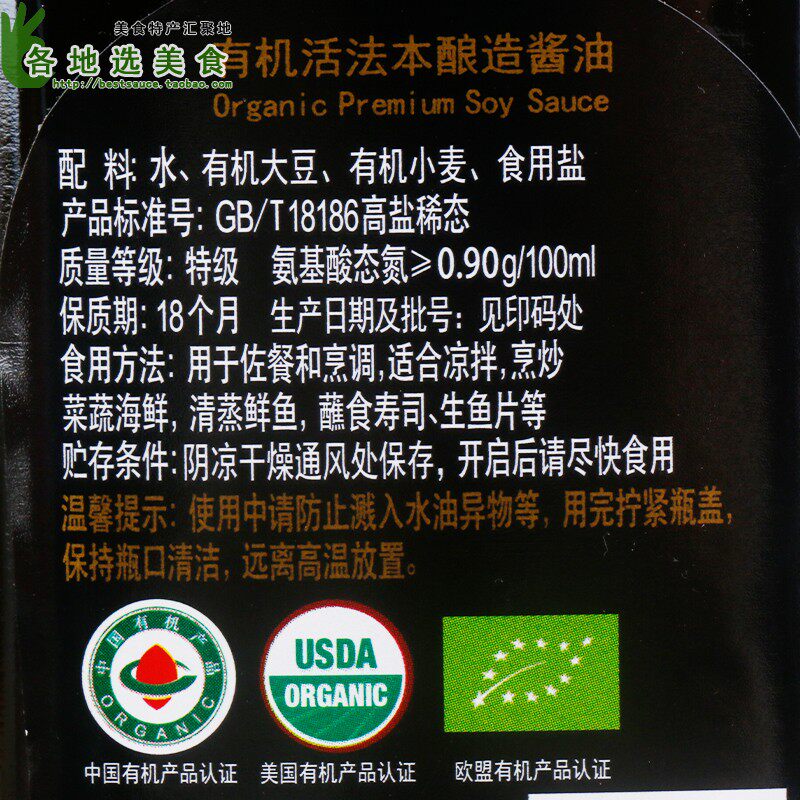 美食特产汇聚地
各地选美食
http://bestsauce.taobao.com
有机活法本酿造酱油
Organic Premium Soy Sauce
配 料: 水、有机大豆、有机小麦、食用盐
产品标准号: GB/T18186高盐稀态
质量等级: 特级 氨基酸态氮≥0.90g/100ml
保质期: 18个月 生产日期及批号: 见印码处
食用方法: 用于佐餐和烹调,适合凉拌,烹炒
菜蔬海鲜, 清蒸鲜鱼, 蘸食寿司、生鱼片等
贮存条件: 阴凉干燥通风处保存, 开启后请尽快食用
温馨提示: 使用中请防止溅入水油异物等, 用完拧紧瓶盖,
保持瓶口清洁, 远离高温放置。
中国有机产品
ORGANIC
USDA
ORGANIC
中国有机产品认证 美国有机产品认证 欧盟有机产品认证